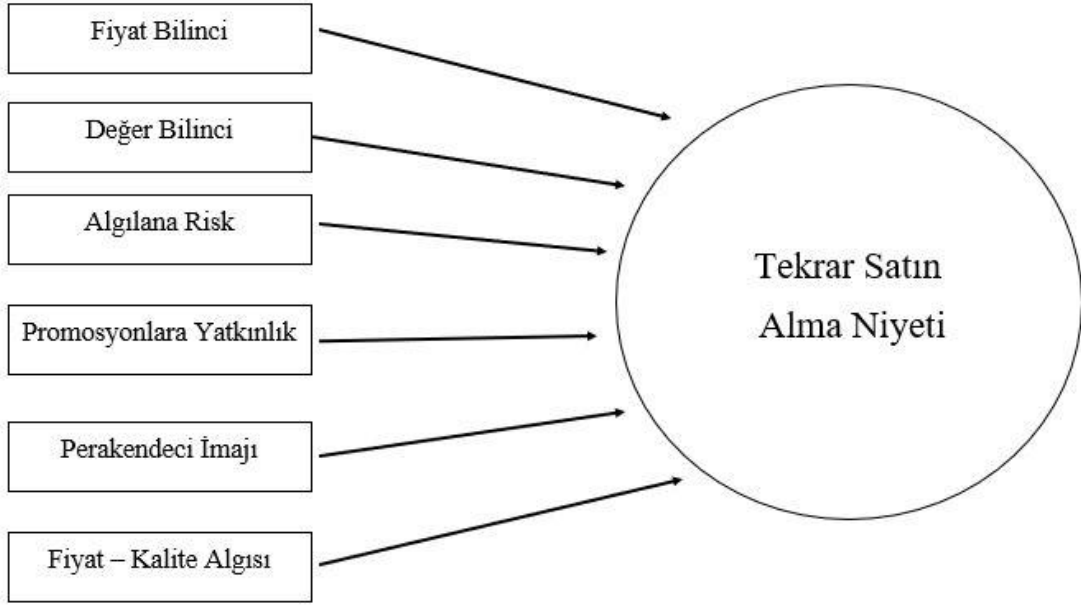 Fiyat Bilinci
Değer Bilinci
Algılana Risk
Promosyonlara Yatkınlık
Perakendeci İmajı
Fiyat – Kalite Algısı
Tekrar Satın
Alma Niyeti